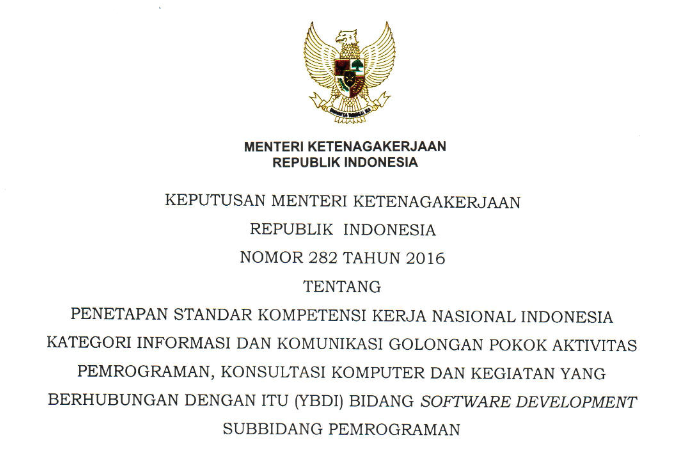 MENTERI KETENAGAKERJAAN
REPUBLIK INDONESIA
KEPUTUSAN MENTERI KETENAGAKERJAAN
REPUBLIK INDONESIA
NOMOR 282 TAHUN 2016
TENTANG
PENETAPAN STANDAR KOMPETENSI KERJA NASIONAL INDONESIA
KATEGORI INFORMASI DAN KOMUNIKASI GOLONGAN POKOK AKTIVITAS
PEMROGRAMAN, KONSULTASI KOMPUTER DAN KEGIATAN YANG
BERHUBUNGAN DENGAN ITU (YBDI) BIDANG SOFTWARE DEVELOPMENT
SUBBIDANG PEMROGRAMAN